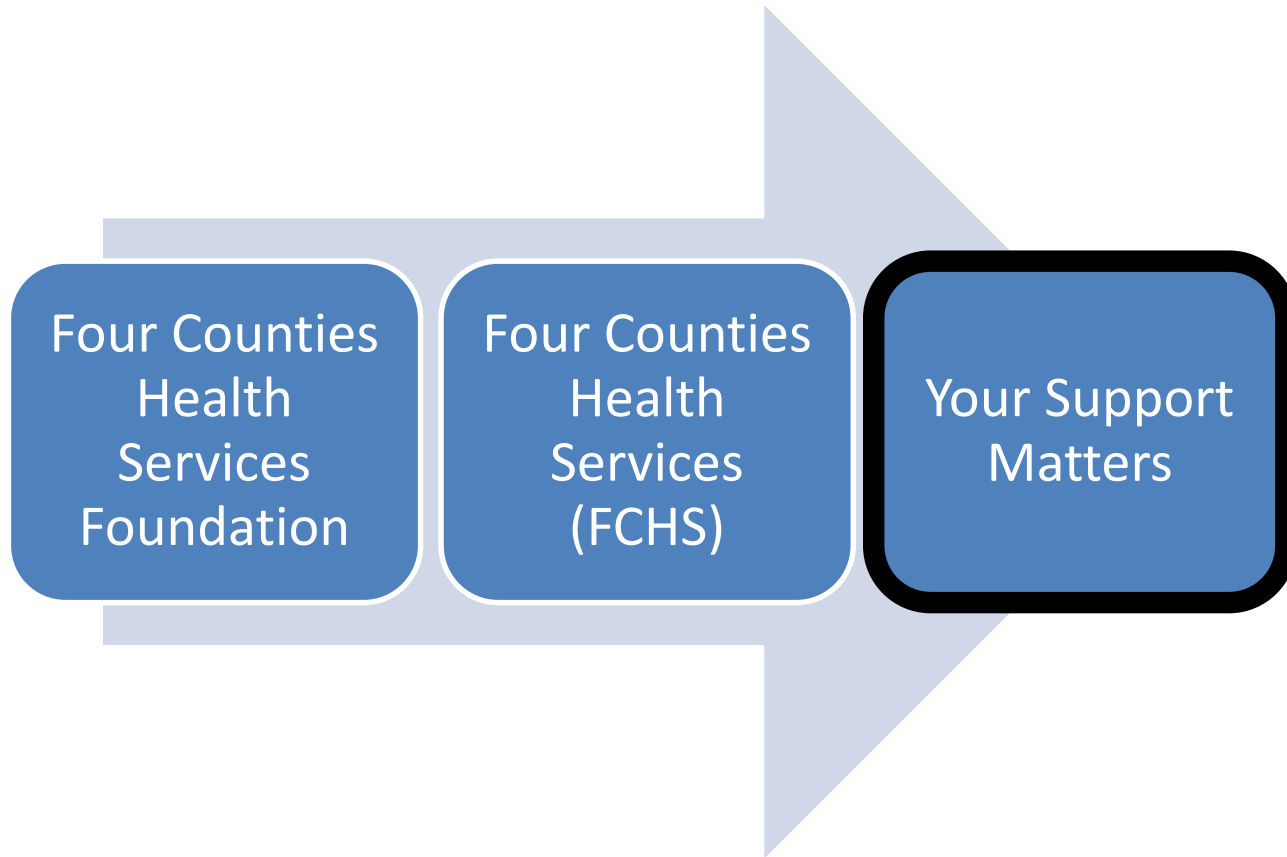 Four Counties
Health
Services
Foundation
Four Counties
Health
Services
(FCHS)
Your Support
Matters